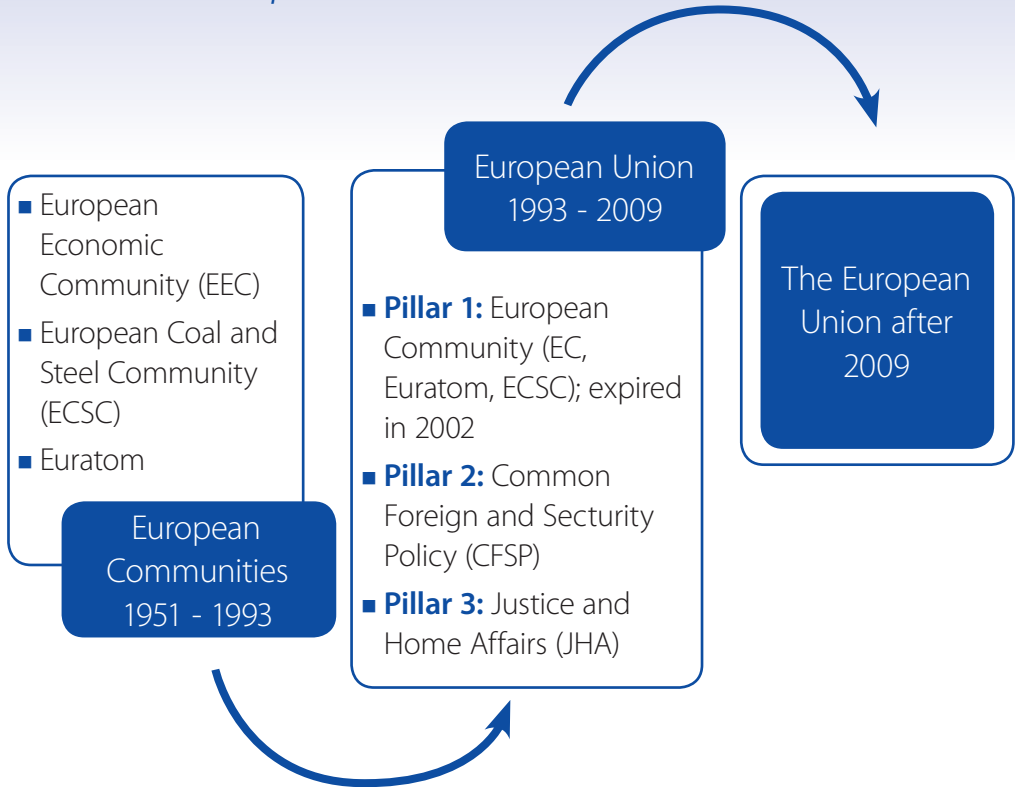 ■ European
Economic
Community (EEC)
■ European Coal and
Steel Community
(ECSC)
■ Euratom
European
Communities
1951 - 1993
European Union
1993 - 2009
■ Pillar 1: European
Community (EC,
Euratom, ECSC); expired
in 2002
■ Pillar 2: Common
Foreign and Secturity
Policy (CFSP)
■ Pillar 3: Justice and
Home Affairs (JHA)
The European
Union after
2009